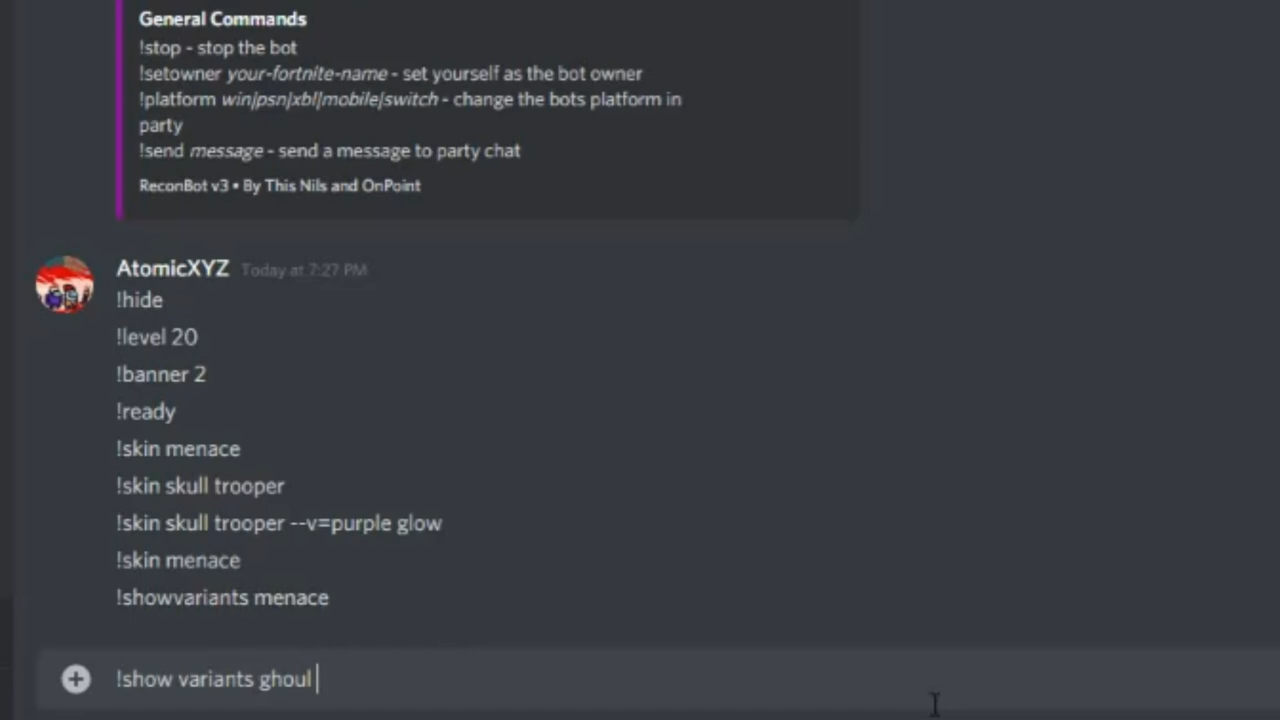 General Commands
!stop - stop the bot
!setowner your-fortnite-name - set yourself as the bot owner
!platform win|psn|xbl|mobile|switch - change the bots platform in
party
!send message - send a message to party chat
ReconBot v3 • By This Nils and OnPoint
AtomicXYZ Today at 7:27 PM
!hide
!level 20
!banner 2
!ready
!skin menace
!skin skull trooper
!skin skull trooper --v=purple glow
!skin menace
!showvariants menace
!show variants ghoul